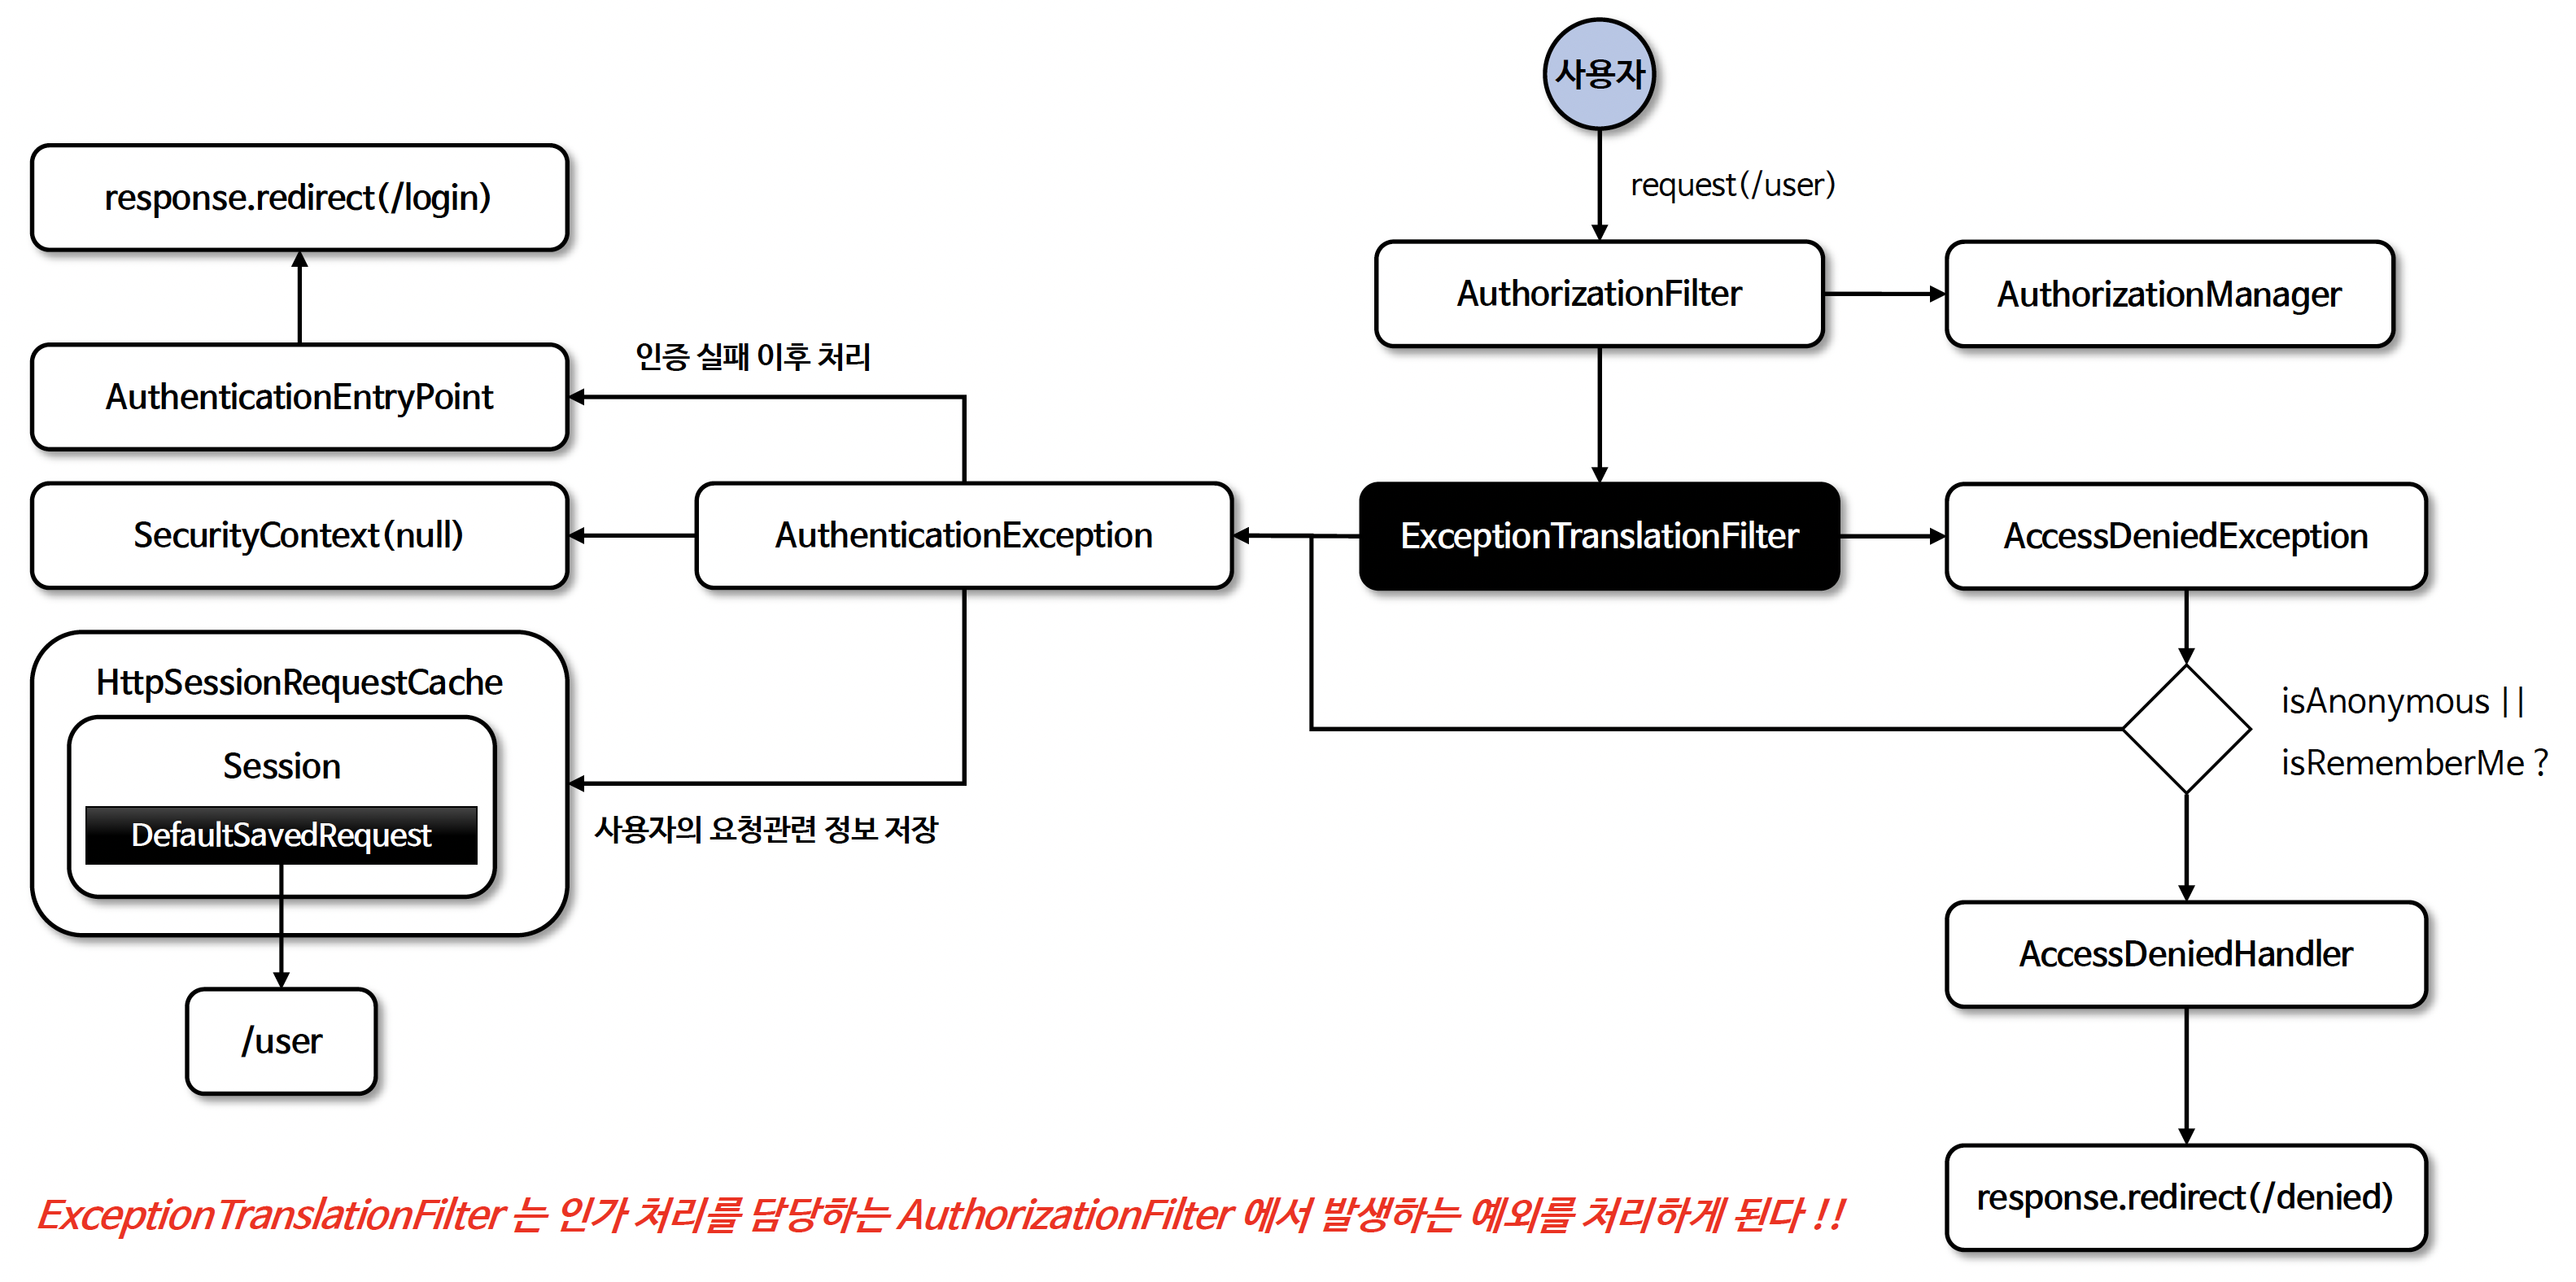 사용자
request(/user)
response.redirect(/login)
AuthorizationFilter
AuthorizationManager
인증 실패 이후 처리
AuthenticationEntryPoint
SecurityContext(null)
AuthenticationException
ExceptionTranslationFilter
AccessDeniedException
HttpSessionRequestCache
Session
DefaultSavedRequest
isAnonymous ||
isRememberMe ?
사용자의 요청관련 정보 저장
AccessDeniedHandler
/user
response.redirect(/denied)
ExceptionTranslationFilter 는 인가 처리를 담당하는 AuthorizationFilter 에서 발생하는 예외를 처리하게 된다 !!